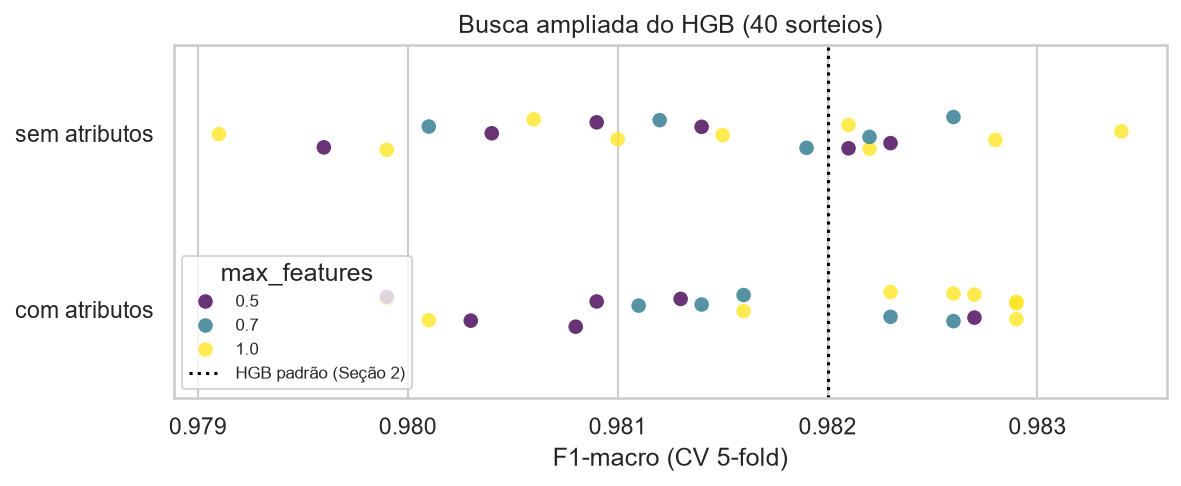 Busca ampliada do HGB (40 sorteios)
sem atributos
com atributos
max_features
0.5
0.7
1.0
HGB padrão (Seção 2)
0.979
0.980
0.981
0.982
0.983
F1-macro (CV 5-fold)